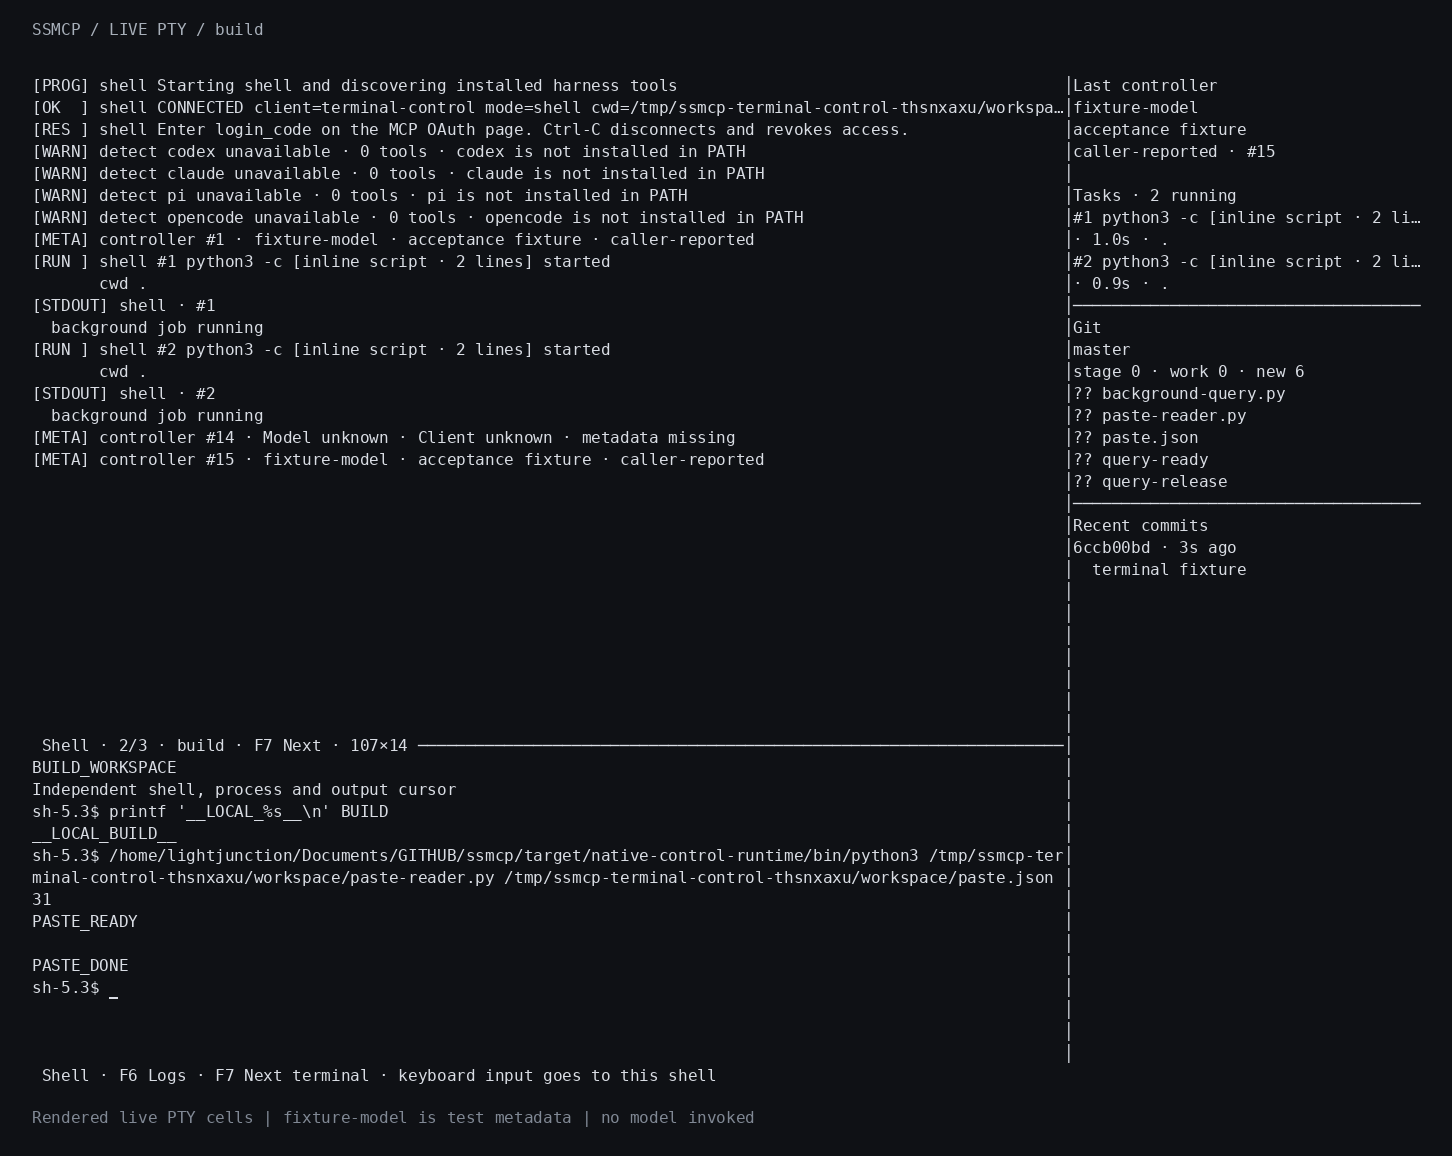 SSMCP / LIVE PTY / build
[PROG] shell Starting shell and discovering installed harness tools
[OK  ] shell CONNECTED client=terminal-control mode=shell cwd=/tmp/ssmcp-terminal-control-thsnxaxu/workspa…
[RES ] shell Enter login_code on the MCP OAuth page. Ctrl-C disconnects and revokes access.
[WARN] detect codex unavailable · 0 tools · codex is not installed in PATH
[WARN] detect claude unavailable · 0 tools · claude is not installed in PATH
[WARN] detect pi unavailable · 0 tools · pi is not installed in PATH
[WARN] detect opencode unavailable · 0 tools · opencode is not installed in PATH
[META] controller #1 · fixture-model · acceptance fixture · caller-reported
[RUN ] shell #1 python3 -c [inline script · 2 lines] started
       cwd .
[STDOUT] shell · #1
  background job running
[RUN ] shell #2 python3 -c [inline script · 2 lines] started
       cwd .
[STDOUT] shell · #2
  background job running
[META] controller #14 · Model unknown · Client unknown · metadata missing
[META] controller #15 · fixture-model · acceptance fixture · caller-reported
Last controller
fixture-model
acceptance fixture
caller-reported · #15
Tasks · 2 running
#1 python3 -c [inline script · 2 li…
· 1.0s · .
#2 python3 -c [inline script · 2 li…
· 0.9s · .
Git
master
stage 0 · work 0 · new 6
?? background-query.py
?? paste-reader.py
?? paste.json
?? query-ready
?? query-release
Recent commits
6ccb00bd · 3s ago
  terminal fixture
Shell · 2/3 · build · F7 Next · 107×14
BUILD_WORKSPACE
Independent shell, process and output cursor
sh-5.3$ printf '__LOCAL_%s__\n' BUILD
__LOCAL_BUILD__
sh-5.3$ /home/lightjunction/Documents/GITHUB/ssmcp/target/native-control-runtime/bin/python3 /tmp/ssmcp-ter
minal-control-thsnxaxu/workspace/paste-reader.py /tmp/ssmcp-terminal-control-thsnxaxu/workspace/paste.json
31
PASTE_READY
PASTE_DONE
sh-5.3$ _
Shell · F6 Logs · F7 Next terminal · keyboard input goes to this shell
Rendered live PTY cells | fixture-model is test metadata | no model invoked